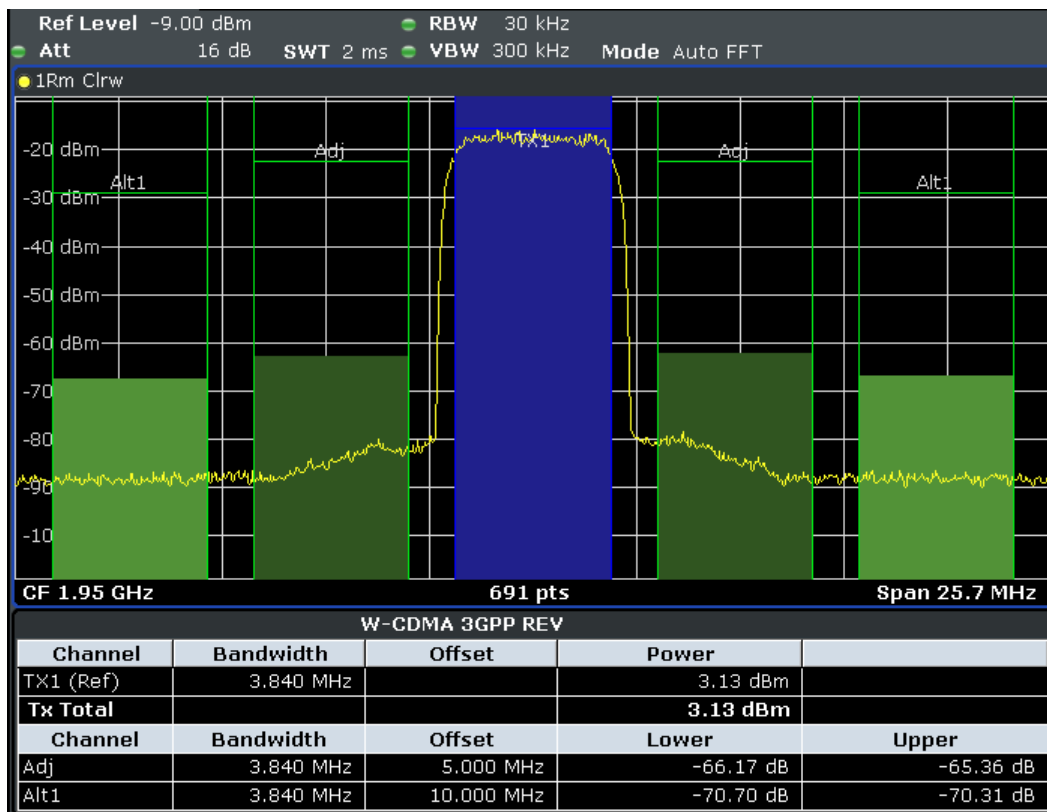 Ref Level -9.00 dBm RBW 30 kHz
Att 16 dB SWT 2 ms VBW 300 kHz Mode Auto FFT
1Rm Clrw
-20 dBm
Adj
TX1
Adj
Alt1
Alt1
-30 dBm
-40 dBm
-50 dBm
-60 dBm
-70
-80
-90
-10
CF 1.95 GHz 691 pts Span 25.7 MHz
W-CDMA 3GPP REV
Channel Bandwidth Offset Power
TX1 (Ref) 3.840 MHz 3.13 dBm
Tx Total 3.13 dBm
Channel Bandwidth Offset Lower Upper
Adj 3.840 MHz 5.000 MHz -66.17 dB -65.36 dB
Alt1 3.840 MHz 10.000 MHz -70.70 dB -70.31 dB